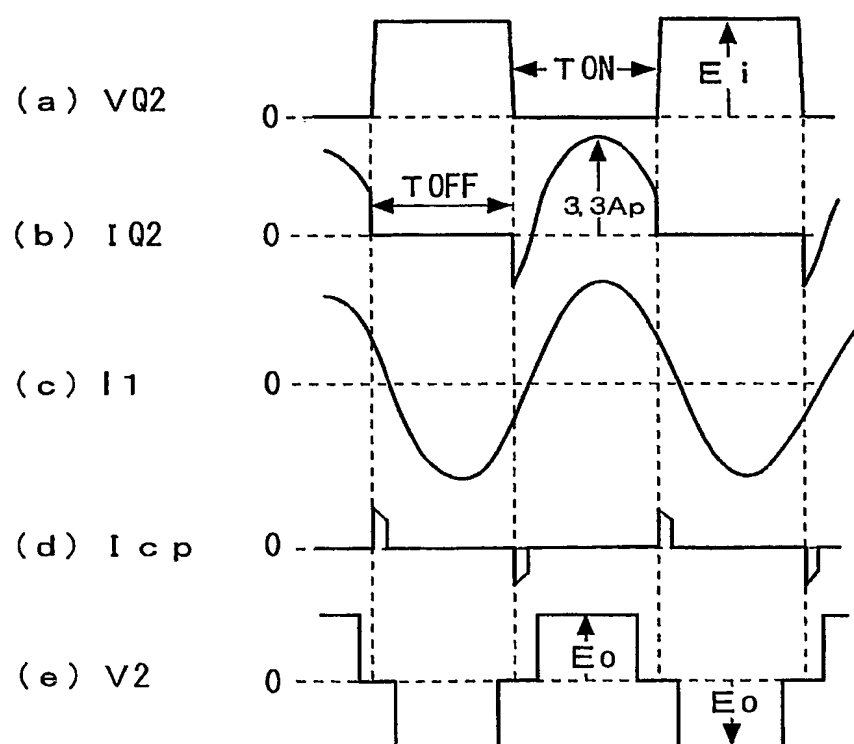 (a) VQ2
0
TON
Ei
(b) IQ2
0
TOFF
3,3Ap
(c) I1
0
(d) Icp
0
(e) V2
0
Eo
Eo